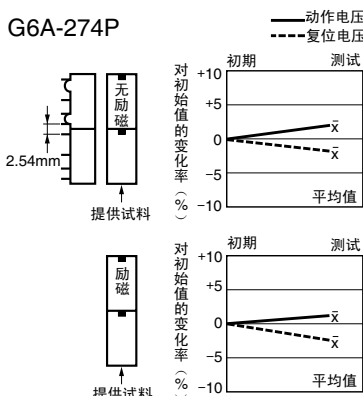 G6A-274P
动作电压
复位电压
2.54mm
无励磁
提供试料
对初始值的变化率（%）
初期
测试
+10
+5
0
−5
−10
x̄
x̄
平均值
励磁
提供试料
对初始值的变化率（%
初期
测试
+10
+5
0
−5
−10
x̄
x̄
平均值